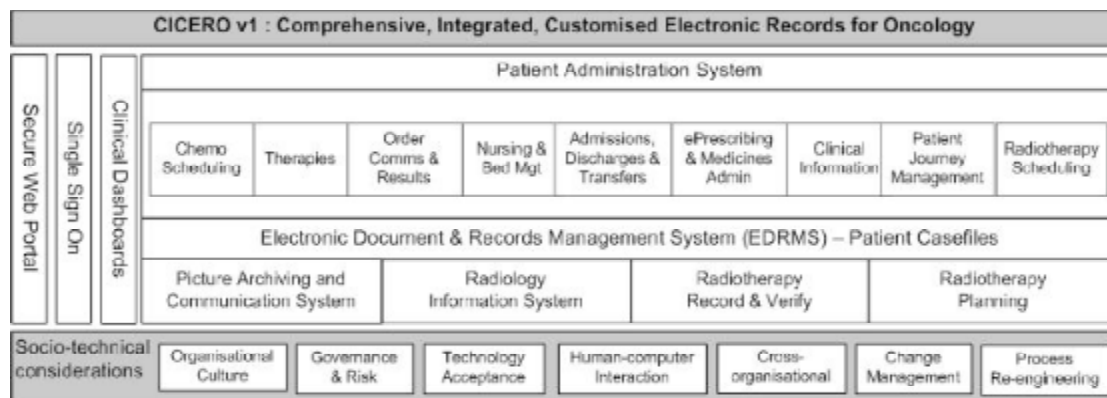 CICERO v1 : Comprehensive, Integrated, Customised Electronic Records for Oncology
Secure Web Portal
Single Sign On
Clinical Dashboards
Patient Administration System
Chemo
Scheduling
Therapies
Order
Comms &
Results
Nursing &
Bed Mgt
Admissions,
Discharges &
Transfers
ePrescribing
& Medicines
Admin
Clinical
Information
Patient
Journey
Management
Radiotherapy
Scheduling
Electronic Document & Records Management System (EDRMS) – Patient Casefiles
Picture Archiving and
Communication System
Radiology
Information System
Radiotherapy
Record & Verify
Radiotherapy
Planning
Socio-technical
considerations
Organisational
Culture
Governance
& Risk
Technology
Acceptance
Human-computer
Interaction
Cross-
organisational
Change
Management
Process
Re-engineering